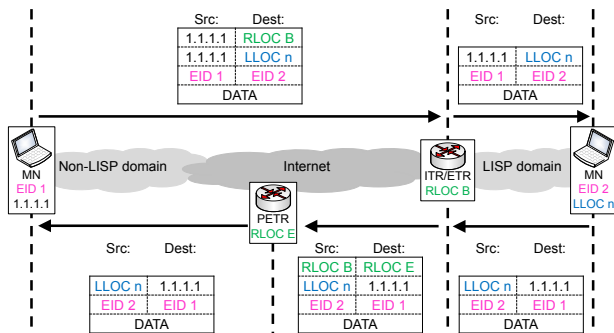 Src: Dest:
1.1.1.1 RLOC B
1.1.1.1 LLOC n
EID 1 EID 2
DATA
Src: Dest:
1.1.1.1 LLOC n
EID 1 EID 2
DATA
MN
EID 1
1.1.1.1
Non-LISP domain
Internet
ITR/ETR
RLOC B
LISP domain
MN
EID 2
LLOC n
PETR
RLOC E
Src: Dest:
LLOC n 1.1.1.1
EID 2 EID 1
DATA
Src: Dest:
RLOC B RLOC E
LLOC n 1.1.1.1
EID 2 EID 1
DATA
Src: Dest:
LLOC n 1.1.1.1
EID 2 EID 1
DATA